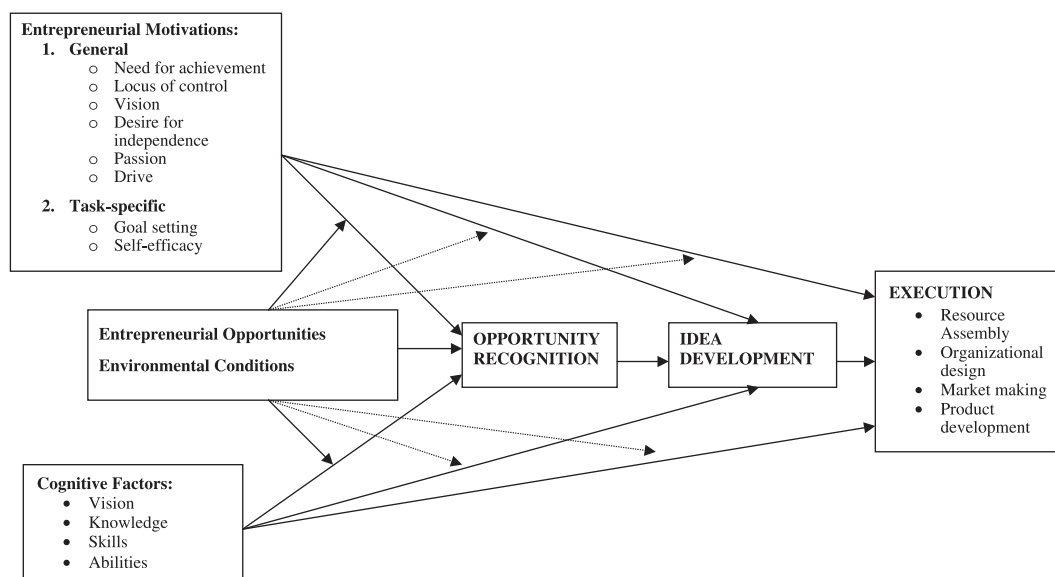 Entrepreneurial Motivations:
1. General
o Need for achievement
o Locus of control
o Vision
o Desire for
independence
o Passion
o Drive
2. Task-specific
o Goal setting
o Self-efficacy
Entrepreneurial Opportunities
Environmental Conditions
OPPORTUNITY
RECOGNITION
IDEA
DEVELOPMENT
EXECUTION
• Resource
Assembly
• Organizational
design
• Market making
• Product
development
Cognitive Factors:
• Vision
• Knowledge
• Skills
• Abilities